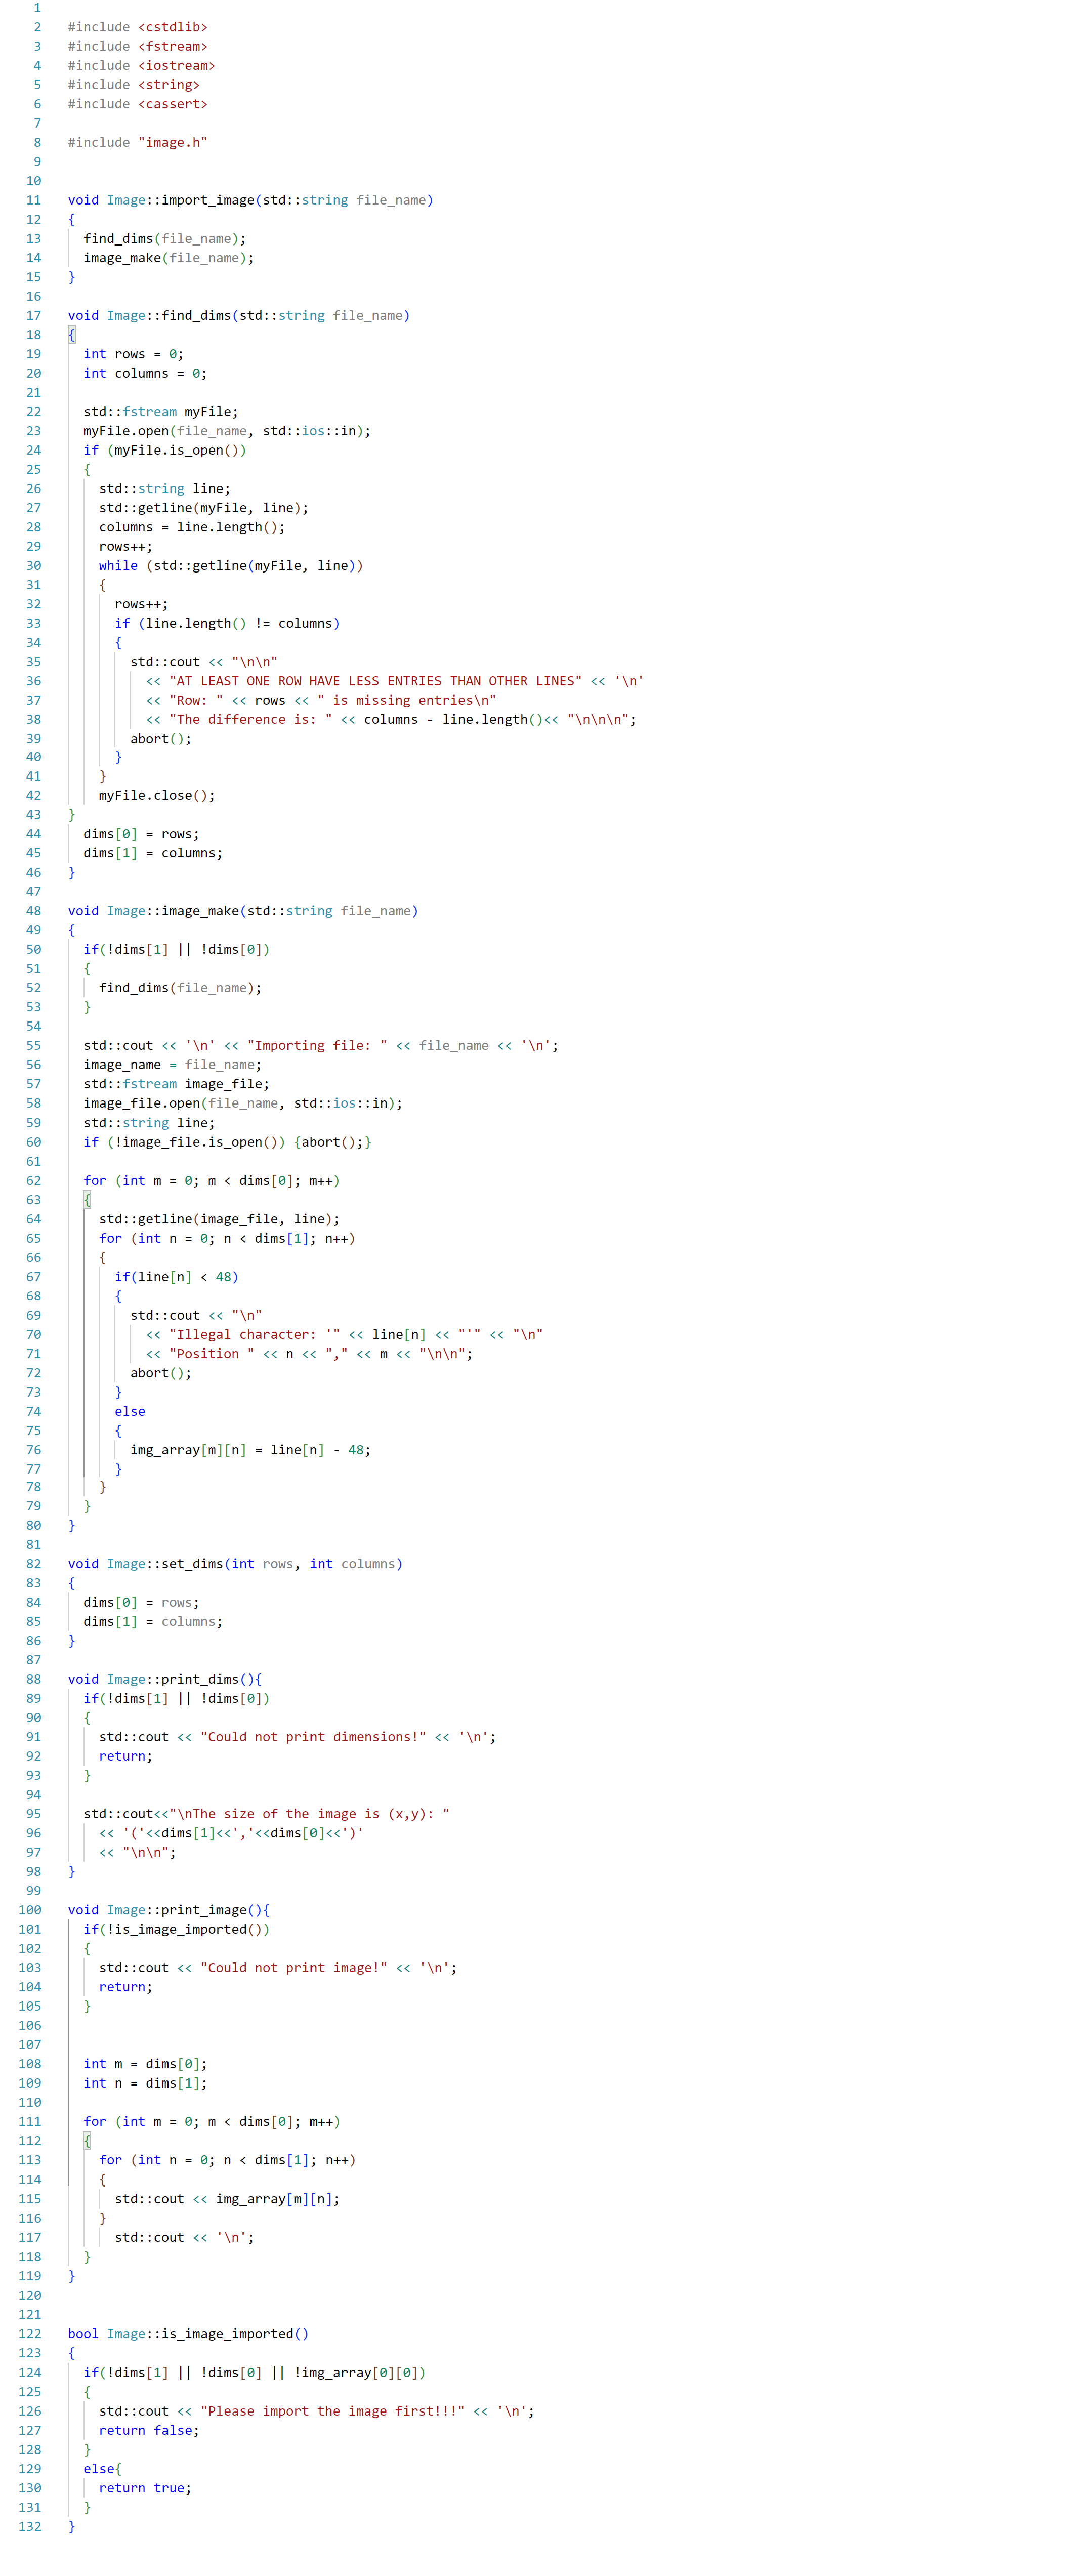 1
2 #include <cstdlib>
3 #include <fstream>
4 #include <iostream>
5 #include <string>
6 #include <cassert>
7
8 #include "image.h"
9
10
11 void Image::import_image(std::string file_name)
12 {
13   find_dims(file_name);
14   image_make(file_name);
15 }
16
17 void Image::find_dims(std::string file_name)
18 {
19   int rows = 0;
20   int columns = 0;
21
22   std::fstream myFile;
23   myFile.open(file_name, std::ios::in);
24   if (myFile.is_open())
25   {
26     std::string line;
27     std::getline(myFile, line);
28     columns = line.length();
29     rows++;
30     while (std::getline(myFile, line))
31     {
32       rows++;
33       if (line.length() != columns)
34       {
35         std::cout << "\n\n"
36           << "AT LEAST ONE ROW HAVE LESS ENTRIES THAN OTHER LINES" << '\n'
37           << "Row: " << rows << " is missing entries\n"
38           << "The difference is: " << columns - line.length()<< "\n\n\n";
39         abort();
40       }
41     }
42     myFile.close();
43 }
44   dims[0] = rows;
45   dims[1] = columns;
46 }
47
48 void Image::image_make(std::string file_name)
49 {
50   if(!dims[1] || !dims[0])
51   {
52     find_dims(file_name);
53   }
54
55   std::cout << '\n' << "Importing file: " << file_name << '\n';
56   image_name = file_name;
57   std::fstream image_file;
58   image_file.open(file_name, std::ios::in);
59   std::string line;
60   if (!image_file.is_open()) {abort();}
61
62   for (int m = 0; m < dims[0]; m++)
63   {
64     std::getline(image_file, line);
65     for (int n = 0; n < dims[1]; n++)
66     {
67       if(line[n] < 48)
68       {
69         std::cout << "\n"
70           << "Illegal character: '" << line[n] << "'" << "\n"
71           << "Position " << n << "," << m << "\n\n";
72         abort();
73       }
74       else
75       {
76         img_array[m][n] = line[n] - 48;
77       }
78     }
79   }
80 }
81
82 void Image::set_dims(int rows, int columns)
83 {
84   dims[0] = rows;
85   dims[1] = columns;
86 }
87
88 void Image::print_dims(){
89   if(!dims[1] || !dims[0])
90   {
91     std::cout << "Could not print dimensions!" << '\n';
92     return;
93   }
94
95   std::cout<<"\nThe size of the image is (x,y): "
96     << '('<<dims[1]<<','<<dims[0]<<')'
97     << "\n\n";
98 }
99
100 void Image::print_image(){
101   if(!is_image_imported())
102   {
103     std::cout << "Could not print image!" << '\n';
104     return;
105   }
106
107
108   int m = dims[0];
109   int n = dims[1];
110
111   for (int m = 0; m < dims[0]; m++)
112   {
113     for (int n = 0; n < dims[1]; n++)
114     {
115       std::cout << img_array[m][n];
116     }
117       std::cout << '\n';
118   }
119 }
120
121
122 bool Image::is_image_imported()
123 {
124   if(!dims[1] || !dims[0] || !img_array[0][0])
125   {
126     std::cout << "Please import the image first!!!" << '\n';
127     return false;
128   }
129   else{
130     return true;
131   }
132 }